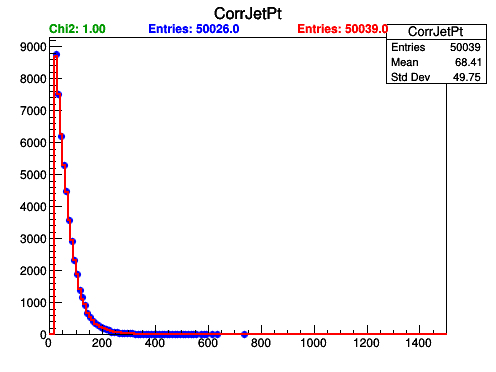 CorrJetPt
Chi2: 1.00 Entries: 50026.0 Entries: 50039.0
CorrJetPt
Entries 50039
Mean 68.41
Std Dev 49.75
9000
8000
7000
6000
5000
4000
3000
2000
1000
0
0 200 400 600 800 1000 1200 1400